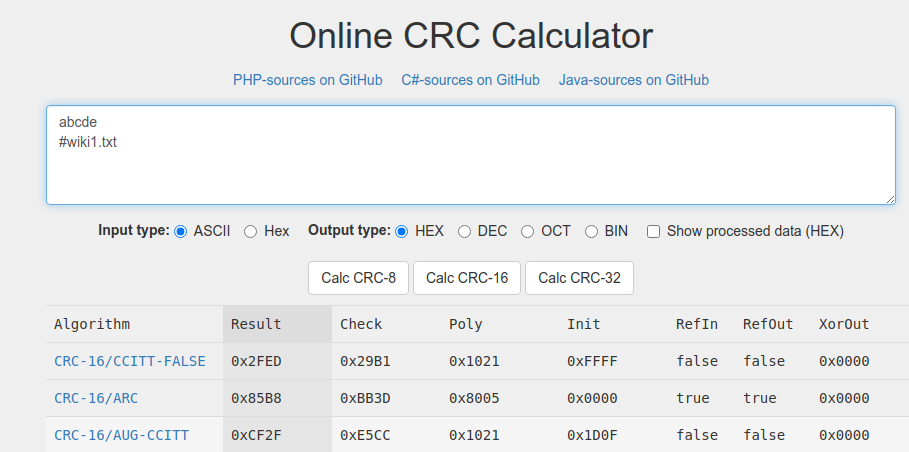 Online CRC Calculator
PHP-sources on GitHub C#-sources on GitHub Java-sources on GitHub
abcde
#wiki1.txt
Input type: ASCII Hex Output type: HEX DEC OCT BIN Show processed data (HEX)
Calc CRC-8 Calc CRC-16 Calc CRC-32
Algorithm Result Check Poly Init RefIn RefOut XorOut
CRC-16/CCITT-FALSE 0x2FED 0x29B1 0x1021 0xFFFF false false 0x0000
CRC-16/ARC 0x85B8 0xBB3D 0x8005 0x0000 true true 0x0000
CRC-16/AUG-CCITT 0xCF2F 0xE5CC 0x1021 0x1D0F false false 0x0000